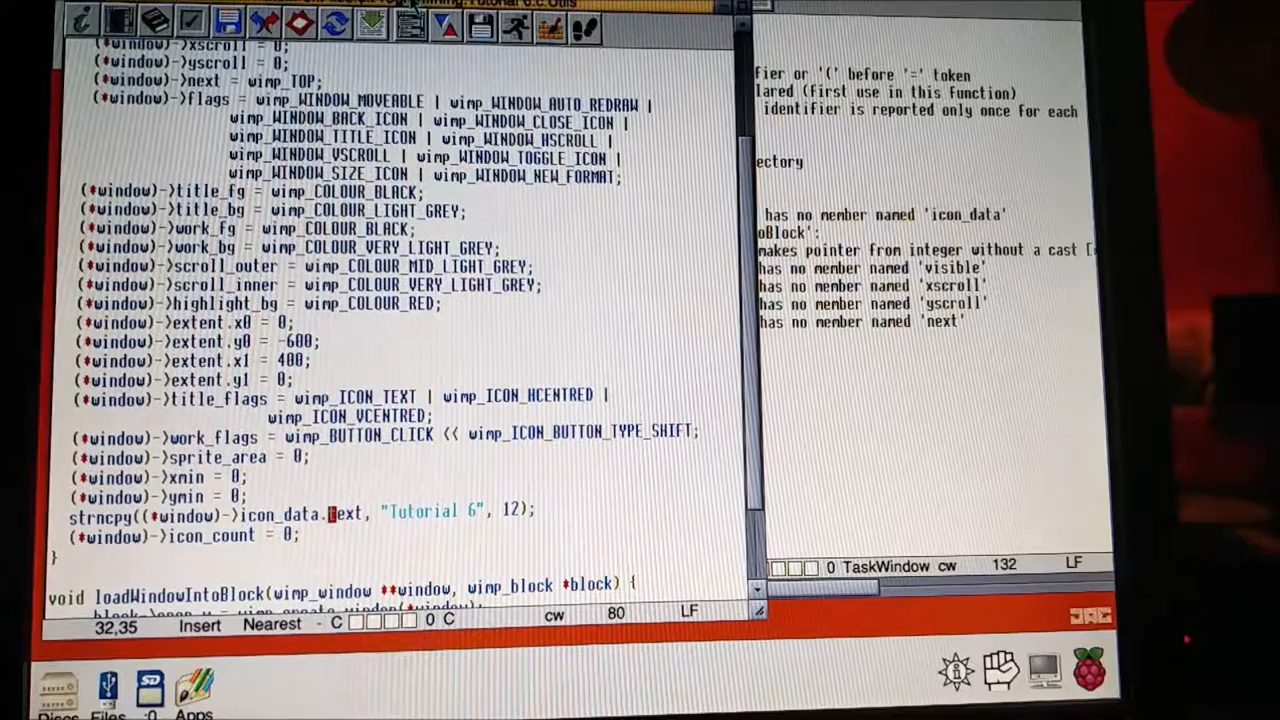 (*window)->xscroll = 0;
(*window)->yscroll = 0;
(*window)->next = wimp_TOP;
(*window)->flags = wimp_WINDOW_MOVEABLE | wimp_WINDOW_AUTO_REDRAW |
wimp_WINDOW_BACK_ICON | wimp_WINDOW_CLOSE_ICON |
wimp_WINDOW_TITLE_ICON | wimp_WINDOW_HSCROLL |
wimp_WINDOW_VSCROLL | wimp_WINDOW_TOGGLE_ICON |
wimp_WINDOW_SIZE_ICON | wimp_WINDOW_NEW_FORMAT;
(*window)->title_fg = wimp_COLOUR_BLACK;
(*window)->title_bg = wimp_COLOUR_LIGHT_GREY;
(*window)->work_fg = wimp_COLOUR_BLACK;
(*window)->work_bg = wimp_COLOUR_VERY_LIGHT_GREY;
(*window)->scroll_outer = wimp_COLOUR_MID_LIGHT_GREY;
(*window)->scroll_inner = wimp_COLOUR_VERY_LIGHT_GREY;
(*window)->highlight_bg = wimp_COLOUR_RED;
(*window)->extent.x0 = 0;
(*window)->extent.y0 = -600;
(*window)->extent.x1 = 400;
(*window)->extent.y1 = 0;
(*window)->title_flags = wimp_ICON_TEXT | wimp_ICON_HCENTRED |
wimp_ICON_VCENTRED;
(*window)->work_flags = wimp_BUTTON_CLICK << wimp_ICON_BUTTON_TYPE_SHIFT;
(*window)->sprite_area = 0;
(*window)->xmin = 0;
(*window)->ymin = 0;
strncpy((*window)->icon_data.text, "Tutorial 6", 12);
(*window)->icon_count = 0;
}
void loadWindowIntoBlock(wimp_window **window, wimp_block *block) {
32,35 Insert Nearest - C 0 C cw 80 LF
fier or '(' before '=' token
lared (first use in this function)
identifier is reported only once for each
ectory
has no member named 'icon_data'
oBlock':
makes pointer from integer without a cast [
has no member named 'visible'
has no member named 'xscroll'
has no member named 'yscroll'
has no member named 'next'
0 TaskWindow cw 132 LF
SD
Discs Files :0 Apps